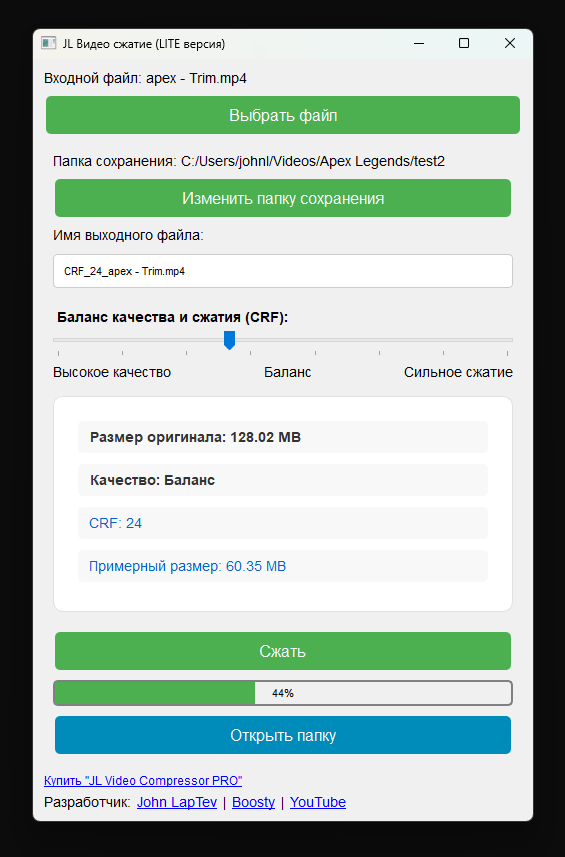 JL Видео сжатие (LITE версия)
Входной файл: apex - Trim.mp4
Выбрать файл
Папка сохранения: C:/Users/johnl/Videos/Apex Legends/test2
Изменить папку сохранения
Имя выходного файла:
CRF_24_apex - Trim.mp4
Баланс качества и сжатия (CRF):
Высокое качество Баланс Сильное сжатие
Размер оригинала: 128.02 MB
Качество: Баланс
CRF: 24
Примерный размер: 60.35 MB
Сжать
44%
Открыть папку
Купить "JL Video Compressor PRO"
Разработчик: John LapTev | Boosty | YouTube